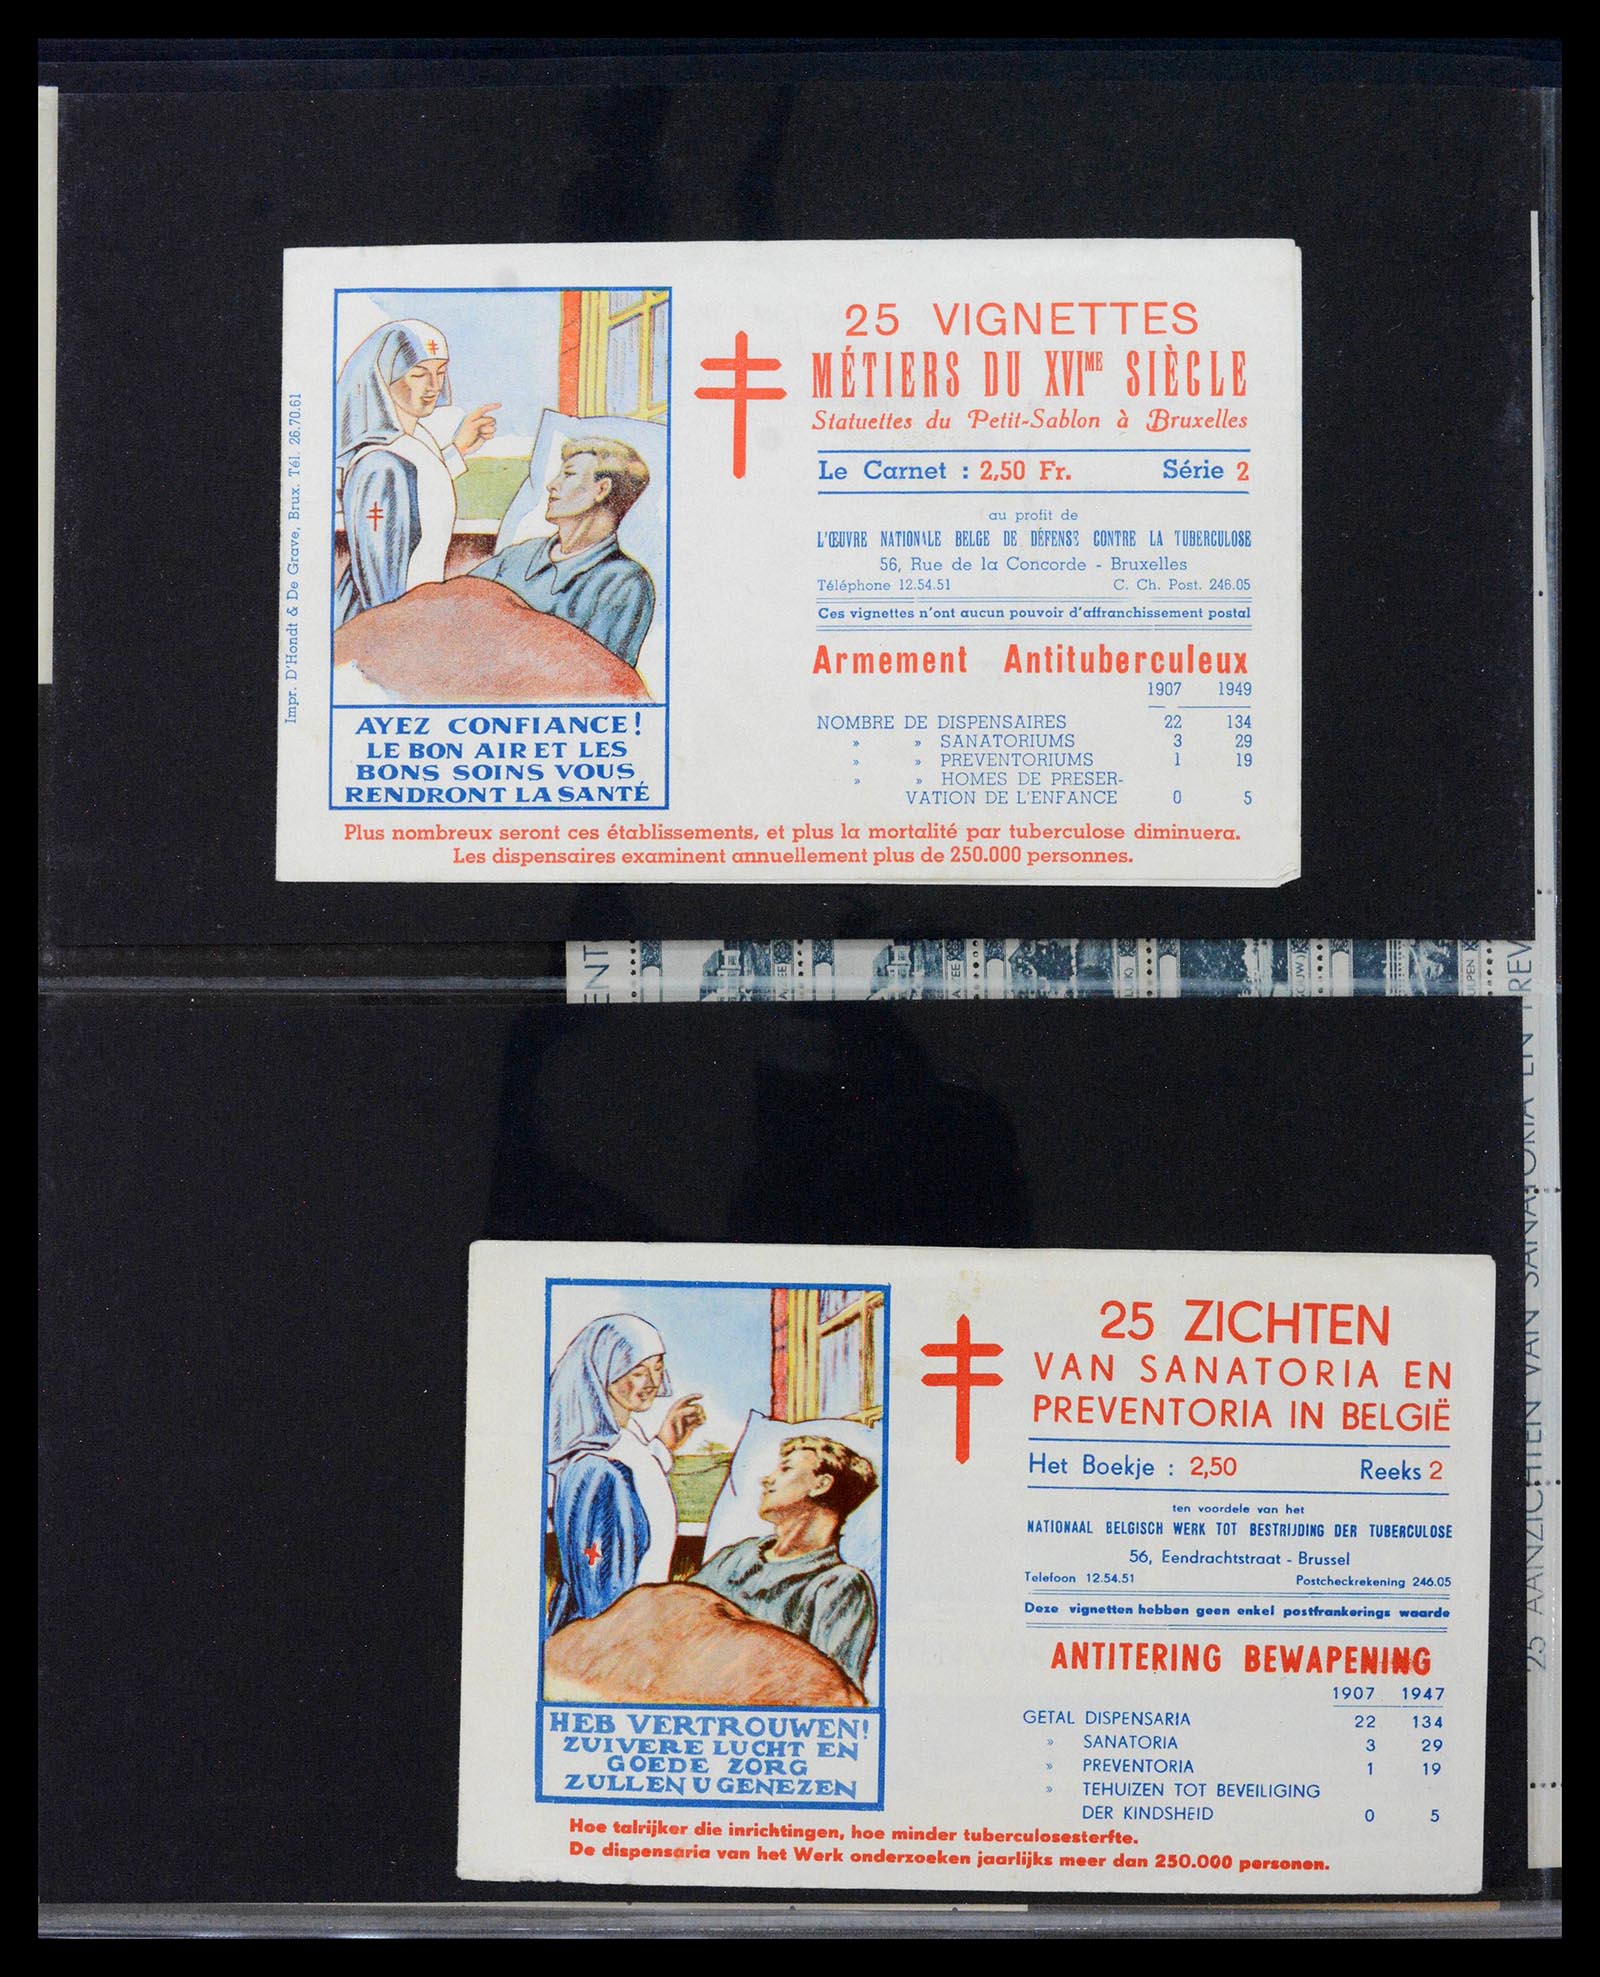 25 VIGNETTES
MÉTIERS DU XVIME SIÈCLE
Statuettes du Petit-Sablon à Bruxelles
Le Carnet : 2,50 Fr. Série 2
au profit de
L'ŒUVRE NATIONALE BELGE DE DÉFENSE CONTRE LA TUBERCULOSE
56, Rue de la Concorde - Bruxelles
Téléphone 12.54.51 C. Ch. Post. 246.05
Ces vignettes n'ont aucun pouvoir d'affranchissement postal
Armement Antituberculeux
1907 1949
NOMBRE DE DISPENSAIRES 22 134
» » SANATORIUMS 3 29
» » PREVENTORIUMS 1 19
» » HOMES DE PRESER-
VATION DE L'ENFANCE 0 5
Impr. D'Hondt & De Grave, Brux. Tél. 26.70.61
AYEZ CONFIANCE!
LE BON AIR ET LES
BONS SOINS VOUS
RENDRONT LA SANTÉ
Plus nombreux seront ces établissements, et plus la mortalité par tuberculose diminuera.
Les dispensaires examinent annuellement plus de 250.000 personnes.
25 ZICHTEN
VAN SANATORIA EN
PREVENTORIA IN BELGIË
Het Boekje : 2,50 Reeks 2
ten voordele van het
NATIONAAL BELGISCH WERK TOT BESTRIJDING DER TUBERCULOSE
56, Eendrachtstraat - Brussel
Telefoon 12.54.51 Postcheckrekening 246.05
Deze vignetten hebben geen enkel postfrankerings waarde
ANTITERING BEWAPENING
1907 1947
GETAL DISPENSARIA 22 134
» SANATORIA 3 29
» PREVENTORIA 1 19
» TEHUIZEN TOT BEVEILIGING
DER KINDSHEID 0 5
HEB VERTROUWEN!
ZUIVERE LUCHT EN
GOEDE ZORG
ZULLEN U GENEZEN
Hoe talrijker die inrichtingen, hoe minder tuberculosesterfte.
De dispensaria van het Werk onderzoeken jaarlijks meer dan 250.000 personen.
25 AANZICHTEN VAN SANATORIA EN